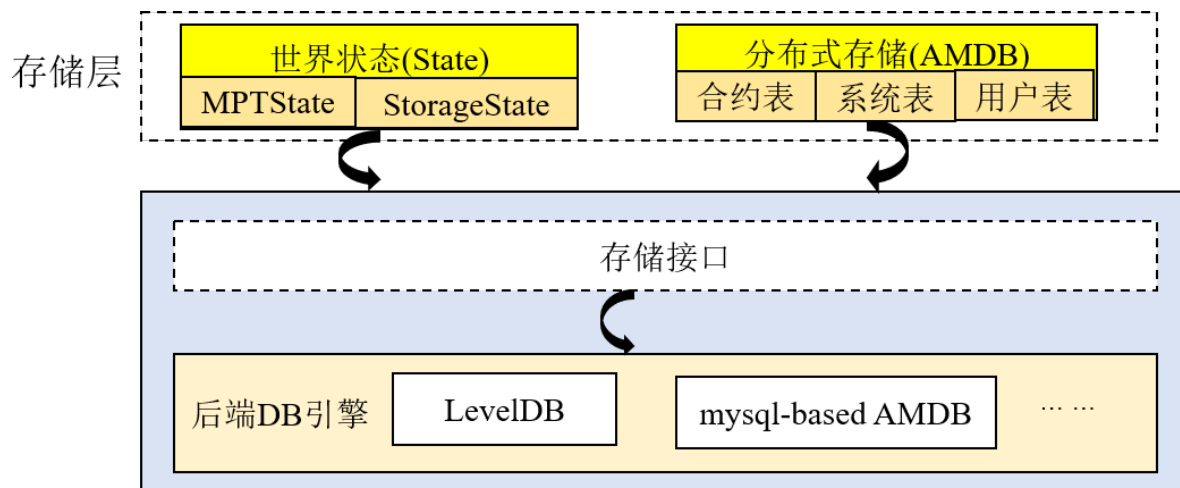 存储层
世界状态(State)
MPTState
StorageState
分布式存储(AMDB)
合约表
系统表
用户表
存储接口
后端DB引擎
LevelDB
mysql-based AMDB
... ...